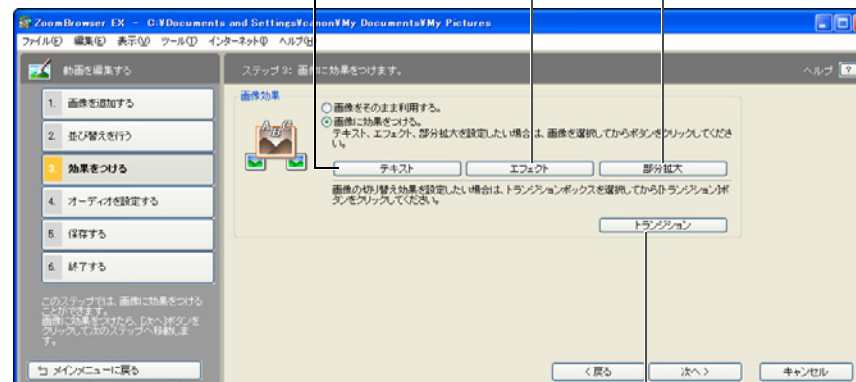 ZoomBrowser EX - C:¥Documents and Settings¥canon¥My Documents¥My Pictures
ファイル(F) 編集(E) 表示(V) ツール(T) インターネット(I) ヘルプ(H)
動画を編集する
ステップ 3: 画像に効果をつけます。
ヘルプ ?
1. 画像を追加する
2. 並び替えを行う
3. 効果をつける
4. オーディオを設定する
5. 保存する
6. 終了する
このステップでは、画像に効果をつける
ことができます。
画像に効果をつけたら、[次へ]ボタンを
クリックして次のステップへ移動しま
す。
メインメニューに戻る
画像効果
画像をそのまま利用する。
画像に効果をつける。
テキスト、エフェクト、部分拡大を設定したい場合は、画像を選択してからボタンをクリックしてくださ
い。
ABC
テキスト
エフェクト
部分拡大
画像の切り替え効果を設定したい場合は、トランジションボックスを選択してから[トランジション]ボ
タンをクリックしてください。
トランジション
< 戻る
次へ >
キャンセル